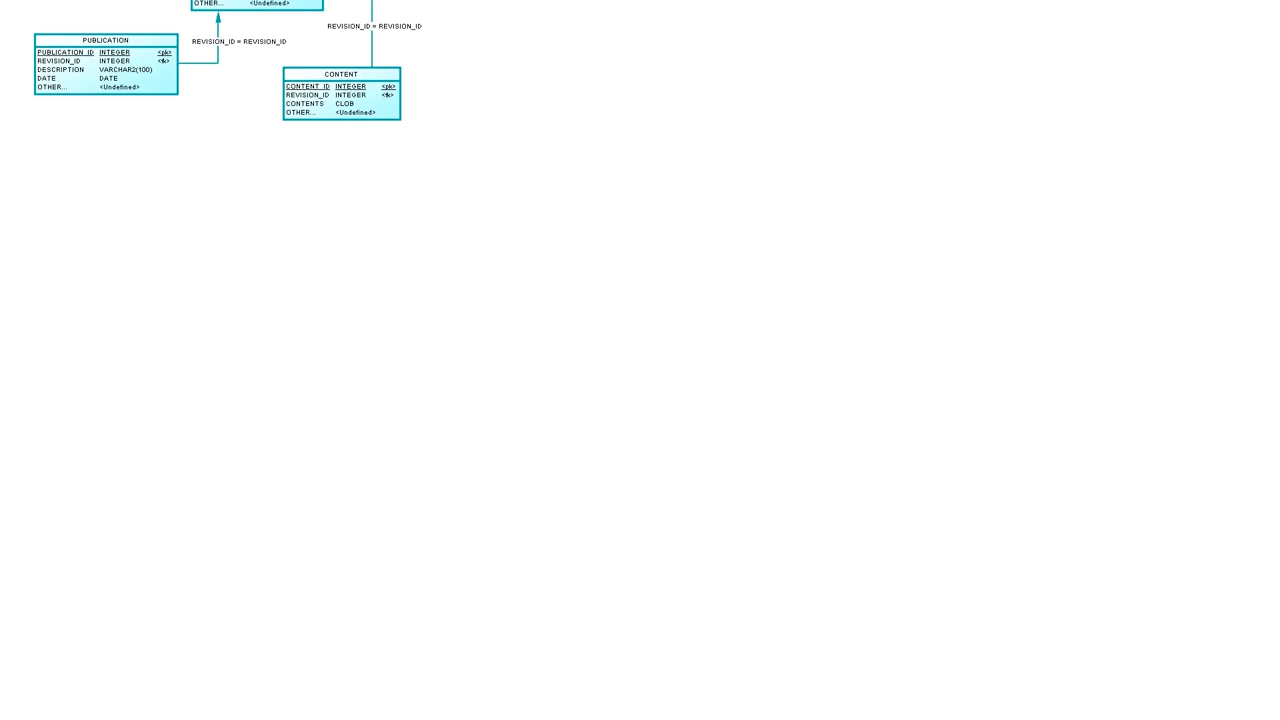 OTHER... <Undefined>
REVISION_ID = REVISION_ID
REVISION_ID = REVISION_ID
PUBLICATION
PUBLICATION_ID INTEGER <pk>
REVISION_ID INTEGER <fk>
DESCRIPTION VARCHAR2(100)
DATE DATE
OTHER... <Undefined>
CONTENT
CONTENT_ID INTEGER <pk>
REVISION_ID INTEGER <fk>
CONTENTS CLOB
OTHER... <Undefined>